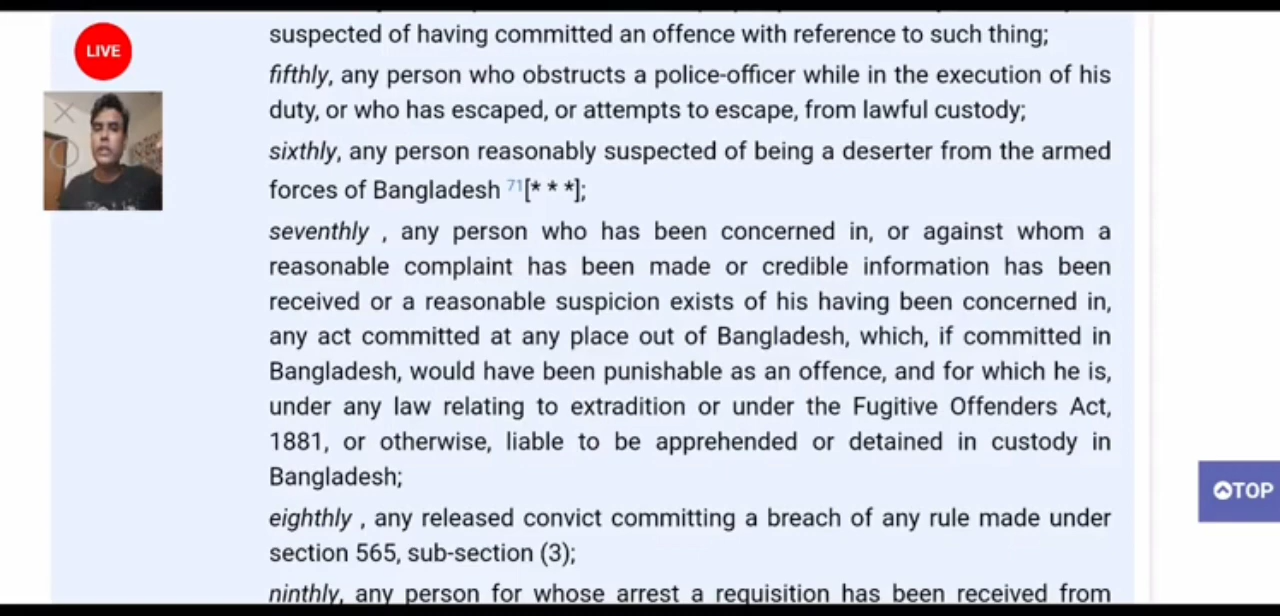 LIVE
suspected of having committed an offence with reference to such thing;
fifthly, any person who obstructs a police-officer while in the execution of his
duty, or who has escaped, or attempts to escape, from lawful custody;
sixthly, any person reasonably suspected of being a deserter from the armed
forces of Bangladesh 71[* * *];
seventhly , any person who has been concerned in, or against whom a
reasonable complaint has been made or credible information has been
received or a reasonable suspicion exists of his having been concerned in,
any act committed at any place out of Bangladesh, which, if committed in
Bangladesh, would have been punishable as an offence, and for which he is,
under any law relating to extradition or under the Fugitive Offenders Act,
1881, or otherwise, liable to be apprehended or detained in custody in
Bangladesh;
TOP
eighthly , any released convict committing a breach of any rule made under
section 565, sub-section (3);
ninthly, any person for whose arrest a requisition has been received from